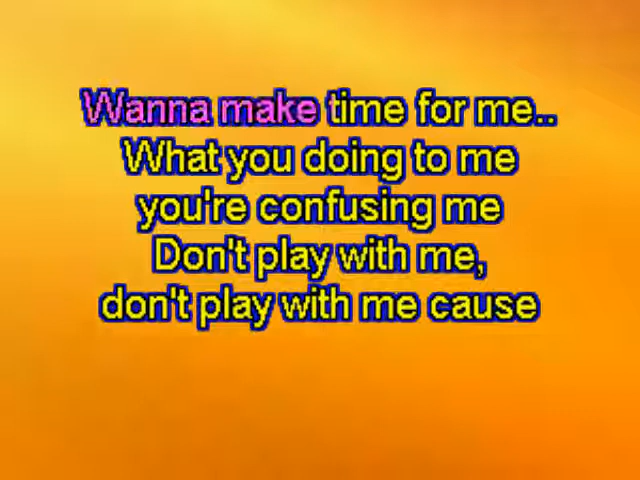 Wanna make time for me..
What you doing to me
you're confusing me
Don't play with me,
don't play with me cause